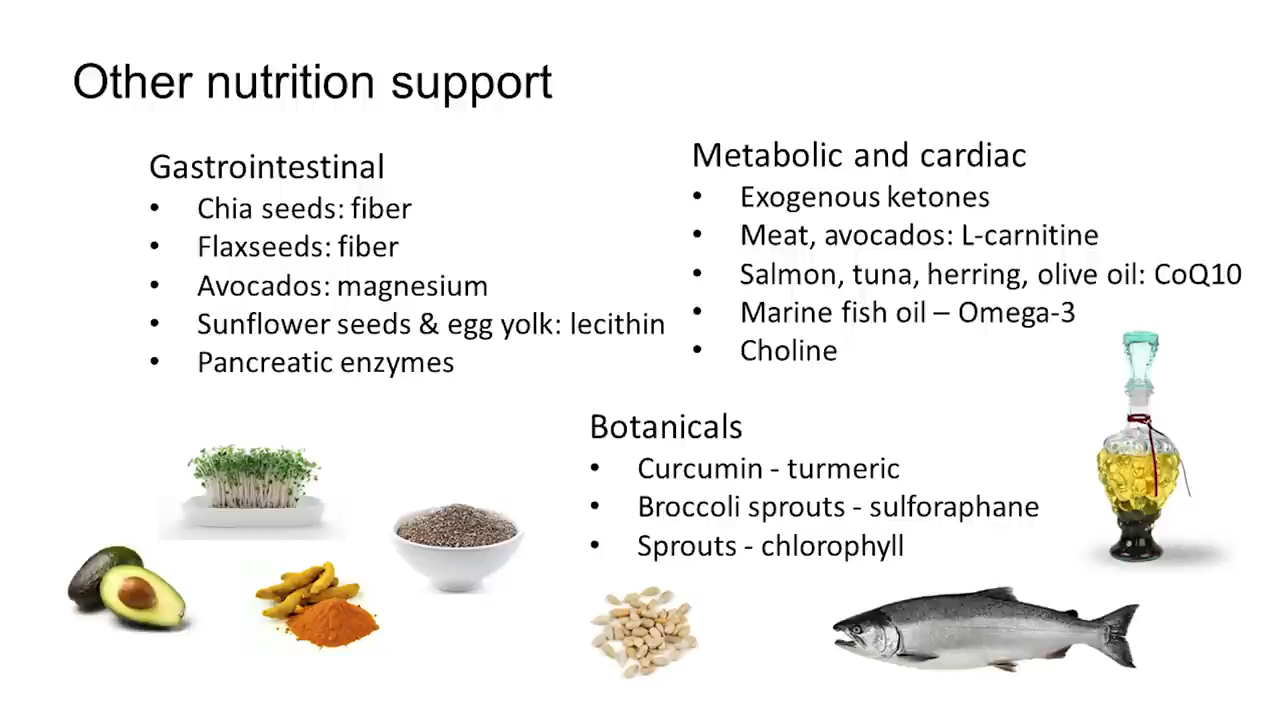 Other nutrition support
Gastrointestinal
• Chia seeds: fiber
• Flaxseeds: fiber
• Avocados: magnesium
• Sunflower seeds & egg yolk: lecithin
• Pancreatic enzymes
Metabolic and cardiac
• Exogenous ketones
• Meat, avocados: L-carnitine
• Salmon, tuna, herring, olive oil: CoQ10
• Marine fish oil – Omega-3
• Choline
Botanicals
• Curcumin - turmeric
• Broccoli sprouts - sulforaphane
• Sprouts - chlorophyll